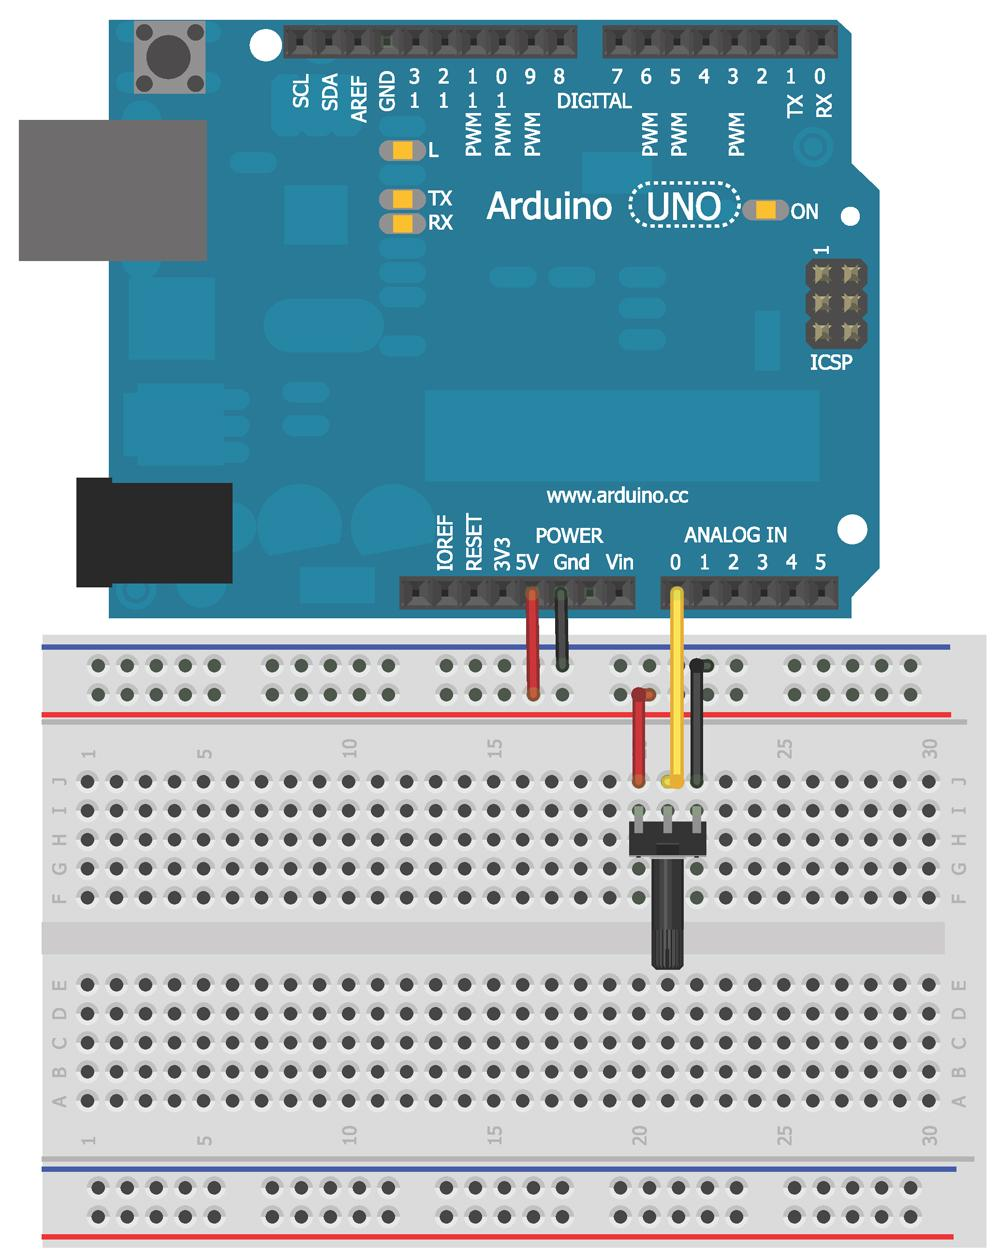 SCL SDA AREF GND 13 12 11 10 9 8 7 6 5 4 3 2 1 0
DIGITAL
PWM PWM PWM PWM PWM PWM TX RX
L
TX
RX
Arduino UNO ON
1
ICSP
www.arduino.cc
POWER ANALOG IN
IOREF RESET 3V3 5V Gnd Vin 0 1 2 3 4 5
1 5 10 15 25 30
J J
I I
H H
G G
F F
E E
D D
C C
B B
A A
1 5 10 15 20 25 30